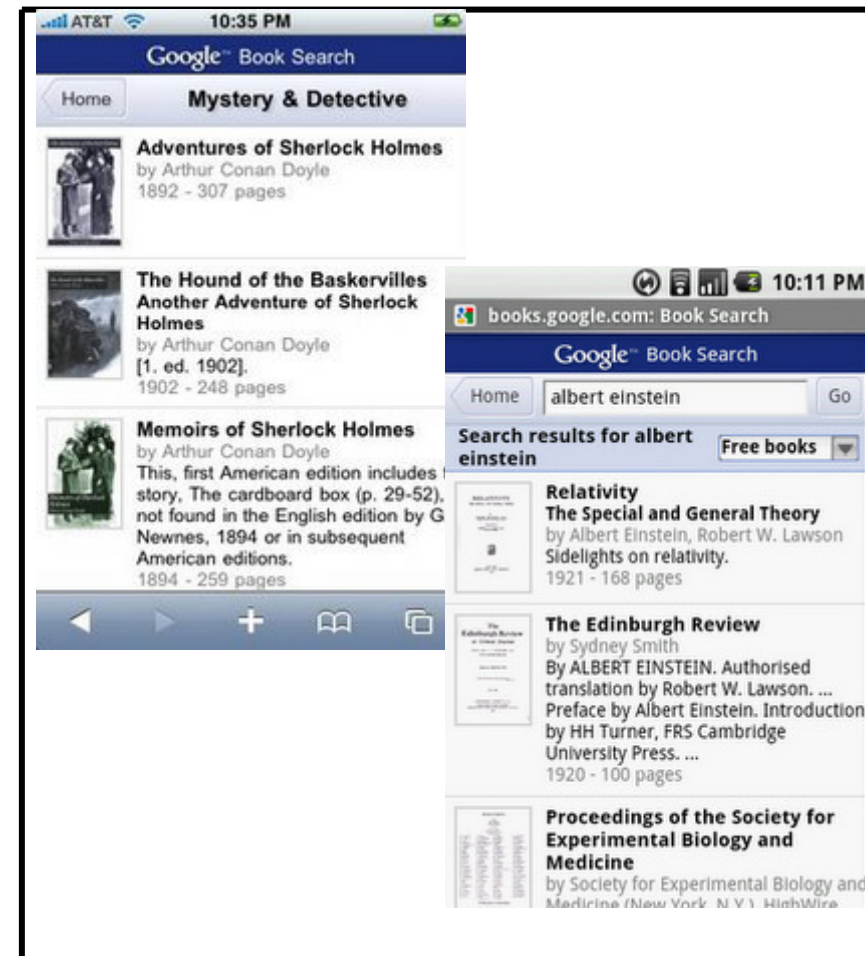 AT&T 10:35 PM
Google™ Book Search
Home Mystery & Detective
Adventures of Sherlock Holmes
by Arthur Conan Doyle
1892 - 307 pages
The Hound of the Baskervilles
Another Adventure of Sherlock
Holmes
by Arthur Conan Doyle
[1. ed. 1902].
1902 - 248 pages
Memoirs of Sherlock Holmes
by Arthur Conan Doyle
This, first American edition includes
story, The cardboard box (p. 29-52),
not found in the English edition by G
Newnes, 1894 or in subsequent
American editions.
1894 - 259 pages
10:11 PM
books.google.com: Book Search
Google™ Book Search
Home albert einstein Go
Search results for albert
einstein
Free books
Relativity
The Special and General Theory
by Albert Einstein, Robert W. Lawson
Sidelights on relativity.
1921 - 168 pages
The Edinburgh Review
by Sydney Smith
By ALBERT EINSTEIN. Authorised
translation by Robert W. Lawson. ...
Preface by Albert Einstein. Introduction
by HH Turner, FRS Cambridge
University Press. ...
1920 - 100 pages
Proceedings of the Society for
Experimental Biology and
Medicine
by Society for Experimental Biology and
Medicine (New York, N.Y.), HighWire